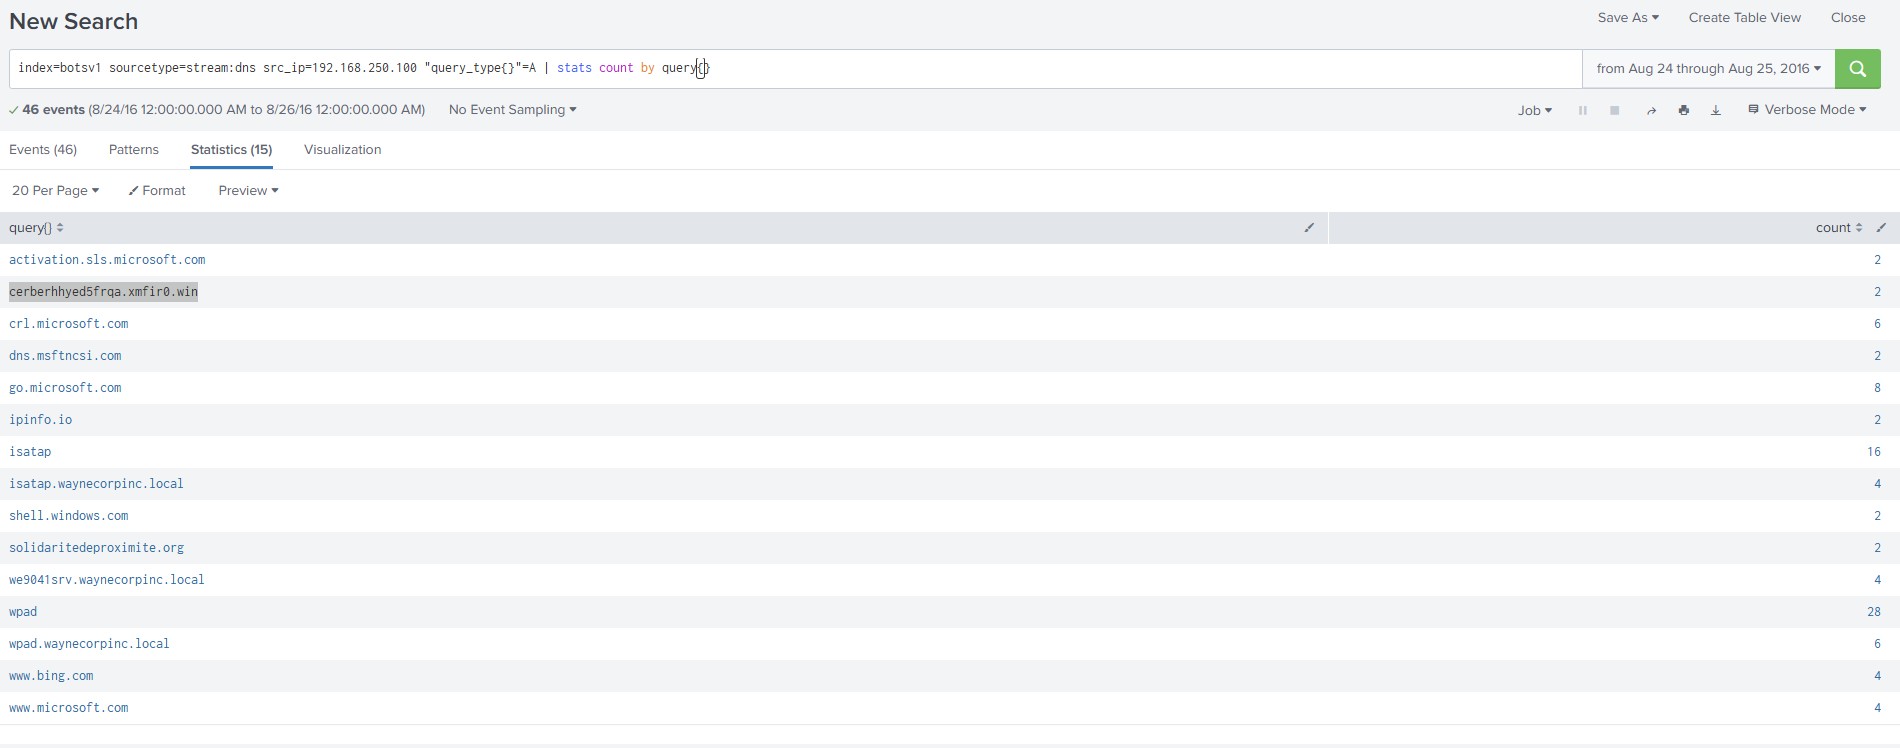 New Search
Save As Create Table View Close
index=botsv1 sourcetype=stream:dns src_ip=192.168.250.100 "query_type{}"=A | stats count by query{}
from Aug 24 through Aug 25, 2016
46 events (8/24/16 12:00:00.000 AM to 8/26/16 12:00:00.000 AM) No Event Sampling
Job Verbose Mode
Events (46) Patterns Statistics (15) Visualization
20 Per Page Format Preview
query{} count
activation.sls.microsoft.com 2
cerberhhyed5frqa.xmfir0.win 2
crl.microsoft.com 6
dns.msftncsi.com 2
go.microsoft.com 8
ipinfo.io 2
isatap 16
isatap.waynecorpinc.local 4
shell.windows.com 2
solidaritedeproximite.org 2
we9041srv.waynecorpinc.local 4
wpad 28
wpad.waynecorpinc.local 6
www.bing.com 4
www.microsoft.com 4